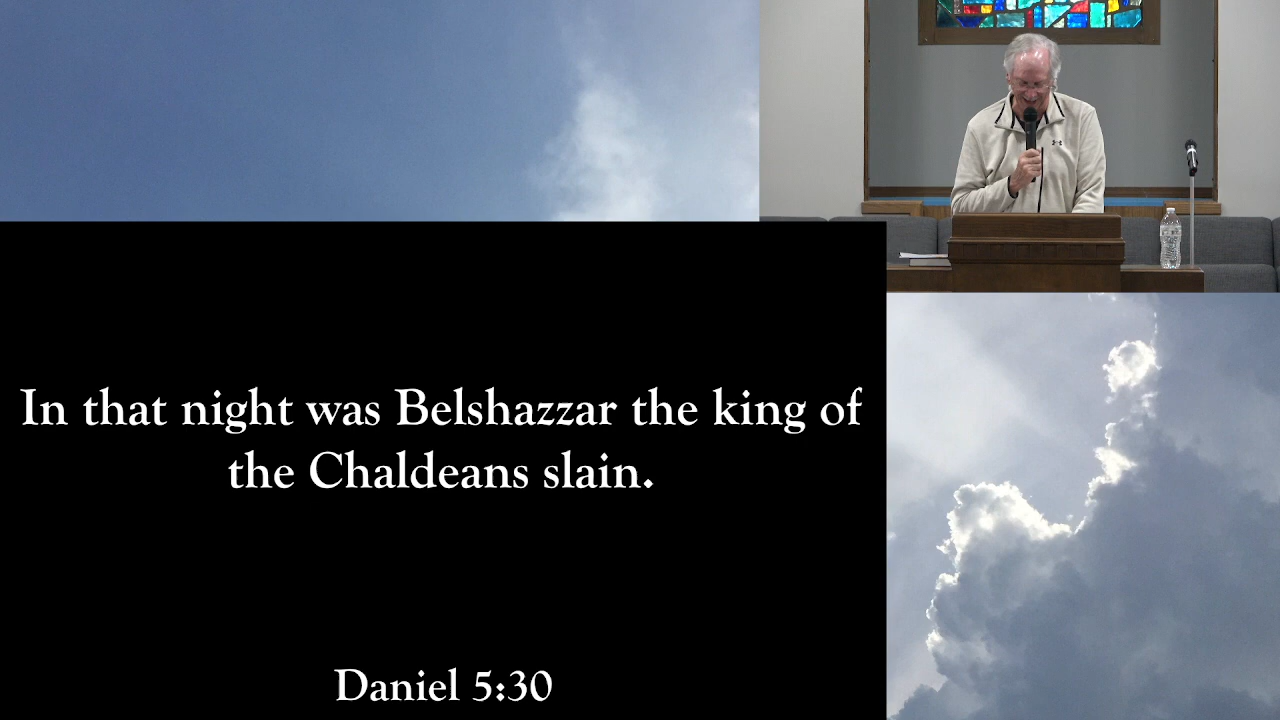 In that night was Belshazzar the king of
the Chaldeans slain.
Daniel 5:30